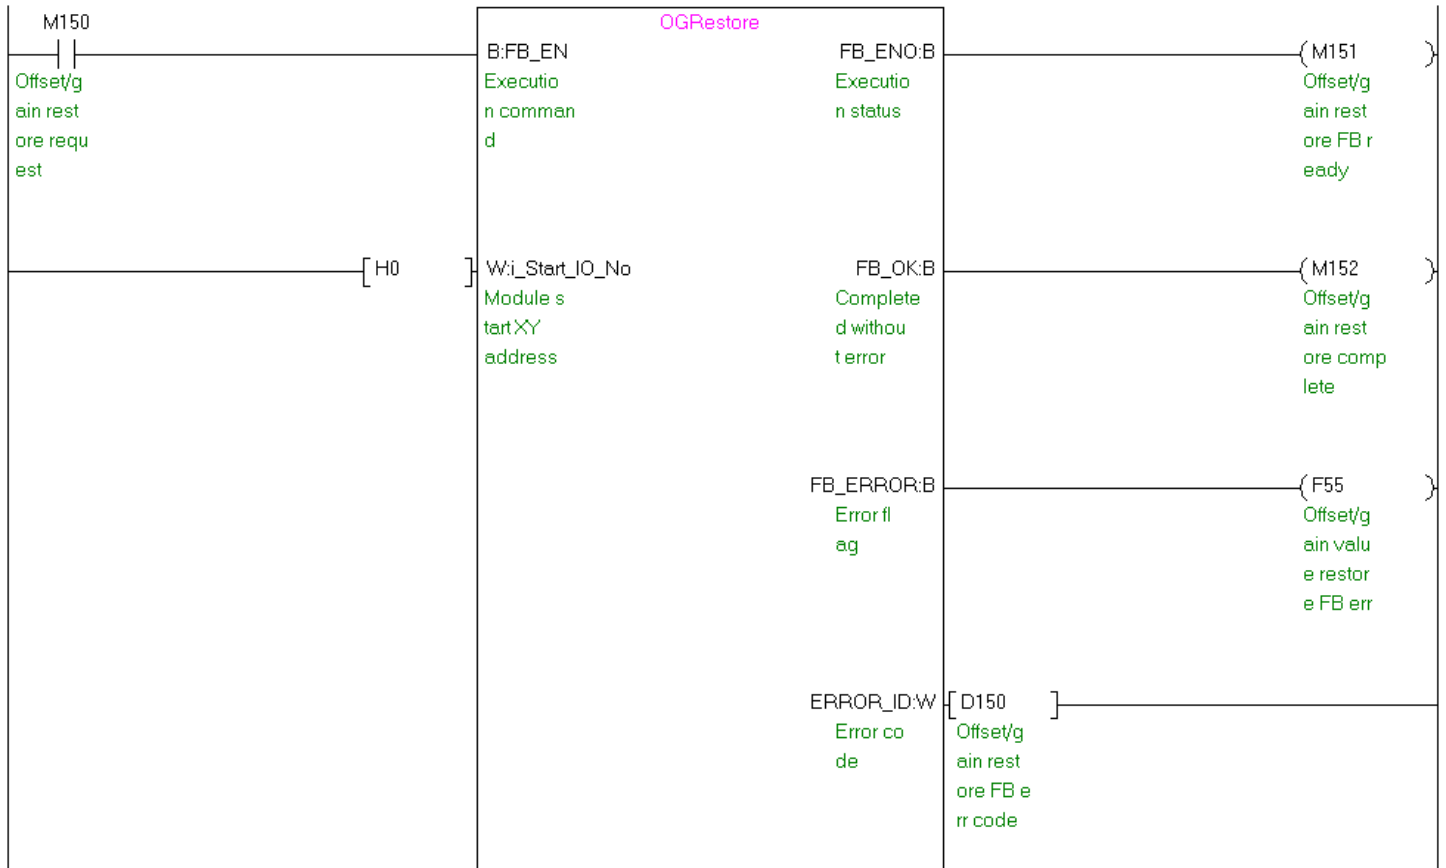 M150
OGRestore
B:FB_EN
FB_ENO:B
M151
Offset/g
ain rest
ore requ
est
Executio
n comman
d
Executio
n status
Offset/g
ain rest
ore FB r
eady
H0
W:i_Start_IO_No
FB_OK:B
M152
Module s
tart XY
address
Complete
d withou
t error
Offset/g
ain rest
ore comp
lete
FB_ERROR:B
F55
Error fl
ag
Offset/g
ain valu
e restor
e FB err
ERROR_ID:W
D150
Error co
de
Offset/g
ain rest
ore FB e
rr code